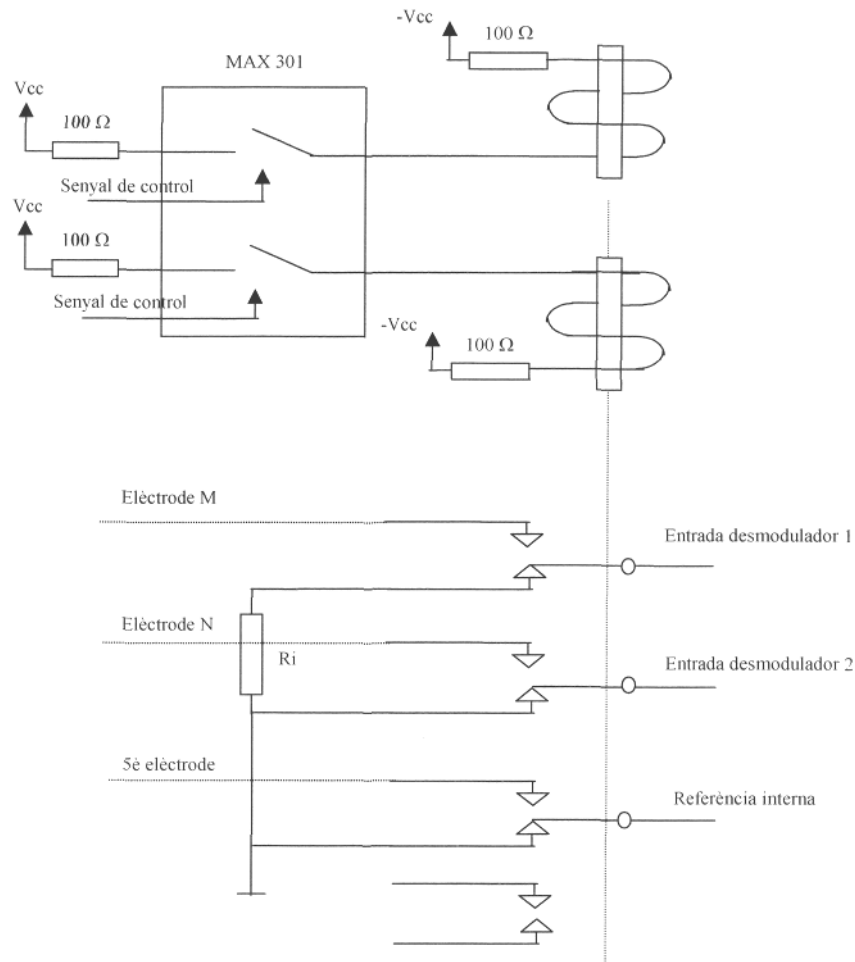 -Vcc
100 Ω
MAX 301
Vcc
100 Ω
Senyal de control
Vcc
100 Ω
Senyal de control
-Vcc
100 Ω
Elèctrode M
Entrada desmodulador 1
Elèctrode N
Ri
Entrada desmodulador 2
5è elèctrode
Referència interna